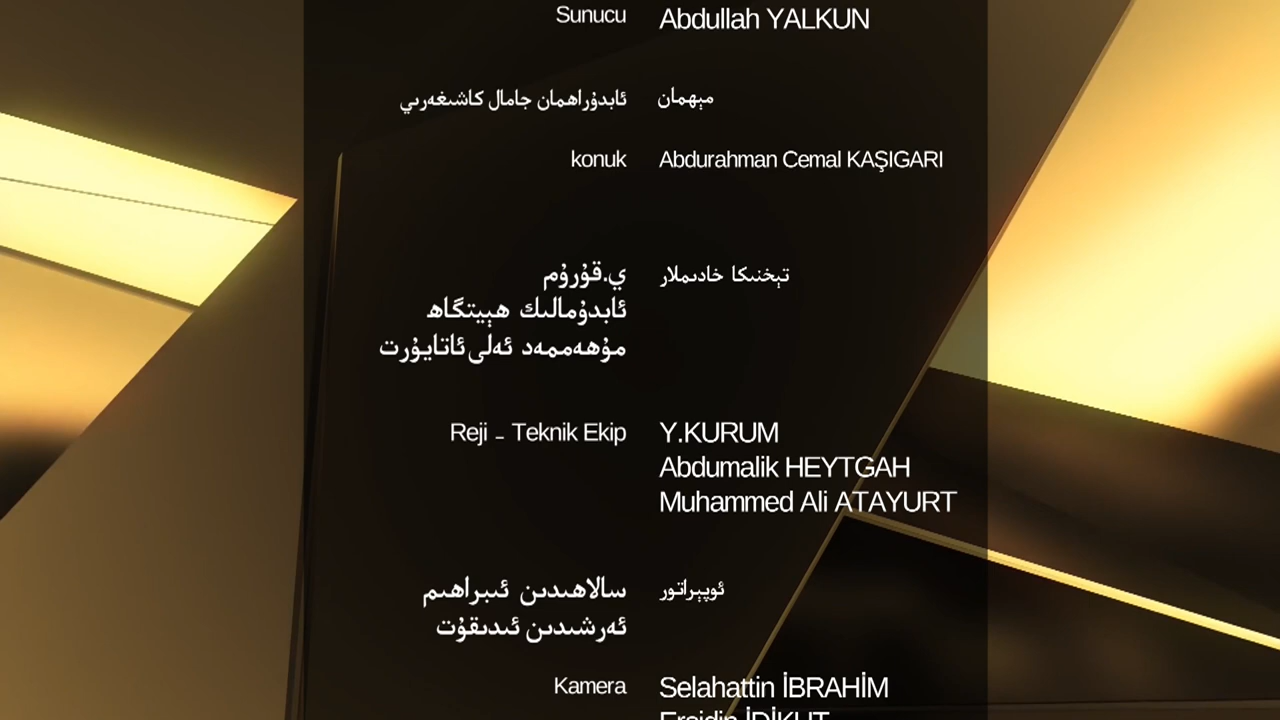 Sunucu Abdullah YALKUN
مېھمان ئابدۇراھمان جامال كاشىغەرىي
konuk Abdurahman Cemal KAŞIGARI
تېخنىكا خادىملار ي.قۇرۇم
ئابدۇمالىك ھېيتگاھ
مۇھەممەد ئەلى ئاتايۇرت
Reji - Teknik Ekip Y.KURUM
Abdumalik HEYTGAH
Muhammed Ali ATAYURT
ئوپېراتور سالاھىدىن ئىبراھىم
ئەرشىدىن ئىدىقۇت
Kamera Selahattin İBRAHİM